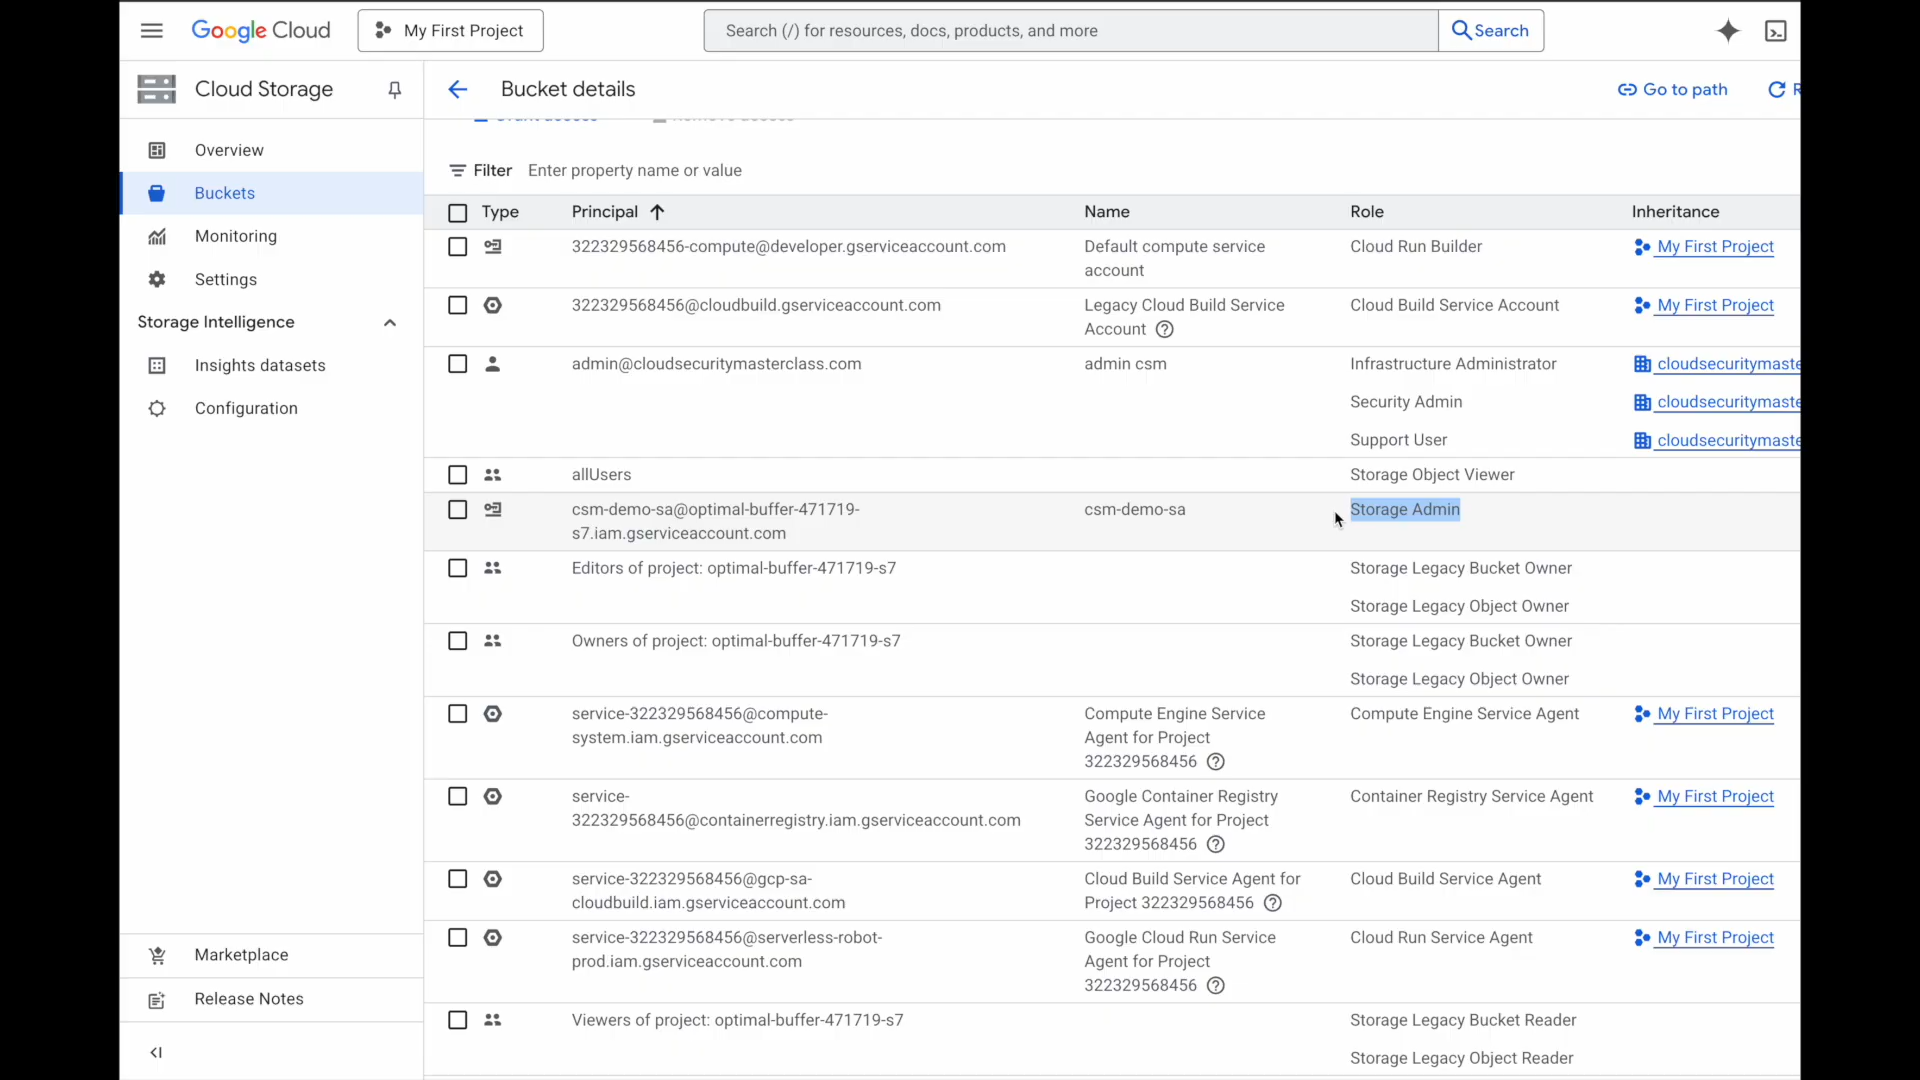 Google Cloud
My First Project
Search (/) for resources, docs, products, and more
Search
Cloud Storage
Bucket details
Go to path
Overview
Buckets
Monitoring
Settings
Storage Intelligence
Insights datasets
Configuration
Marketplace
Release Notes
Grant access
Remove access
Filter Enter property name or value
Type Principal Name Role Inheritance
322329568456-compute@developer.gserviceaccount.com Default compute service Cloud Run Builder My First Project
account
322329568456@cloudbuild.gserviceaccount.com Legacy Cloud Build Service Cloud Build Service Account My First Project
Account
admin@cloudsecuritymasterclass.com admin csm Infrastructure Administrator cloudsecuritymaste
Security Admin cloudsecuritymaste
Support User cloudsecuritymaste
allUsers Storage Object Viewer
csm-demo-sa@optimal-buffer-471719- csm-demo-sa Storage Admin
s7.iam.gserviceaccount.com
Editors of project: optimal-buffer-471719-s7 Storage Legacy Bucket Owner
Storage Legacy Object Owner
Owners of project: optimal-buffer-471719-s7 Storage Legacy Bucket Owner
Storage Legacy Object Owner
service-322329568456@compute- Compute Engine Service Compute Engine Service Agent My First Project
system.iam.gserviceaccount.com Agent for Project
322329568456
service- Google Container Registry Container Registry Service Agent My First Project
322329568456@containerregistry.iam.gserviceaccount.com Service Agent for Project
322329568456
service-322329568456@gcp-sa- Cloud Build Service Agent for Cloud Build Service Agent My First Project
cloudbuild.iam.gserviceaccount.com Project 322329568456
service-322329568456@serverless-robot- Google Cloud Run Service Cloud Run Service Agent My First Project
prod.iam.gserviceaccount.com Agent for Project
322329568456
Viewers of project: optimal-buffer-471719-s7 Storage Legacy Bucket Reader
Storage Legacy Object Reader